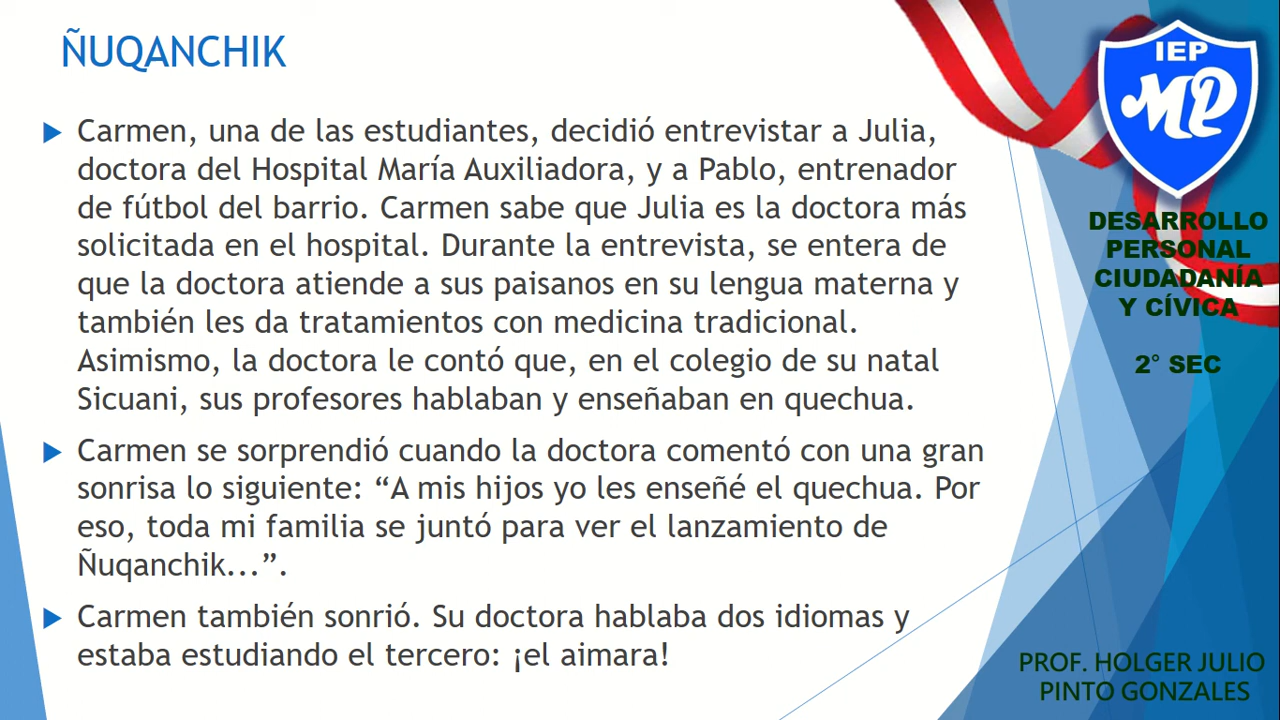 ÑUQANCHIK
Carmen, una de las estudiantes, decidió entrevistar a Julia,
doctora del Hospital María Auxiliadora, y a Pablo, entrenador
de fútbol del barrio. Carmen sabe que Julia es la doctora más
solicitada en el hospital. Durante la entrevista, se entera de
que la doctora atiende a sus paisanos en su lengua materna y
también les da tratamientos con medicina tradicional.
Asimismo, la doctora le contó que, en el colegio de su natal
Sicuani, sus profesores hablaban y enseñaban en quechua.
Carmen se sorprendió cuando la doctora comentó con una gran
sonrisa lo siguiente: “A mis hijos yo les enseñé el quechua. Por
eso, toda mi familia se juntó para ver el lanzamiento de
Ñuqanchik...”.
Carmen también sonrió. Su doctora hablaba dos idiomas y
estaba estudiando el tercero: ¡el aimara!
IEP
MP
DESARROLLO
PERSONAL
CIUDADANÍA
Y CÍVICA
2° SEC
PROF. HOLGER JULIO
PINTO GONZALES